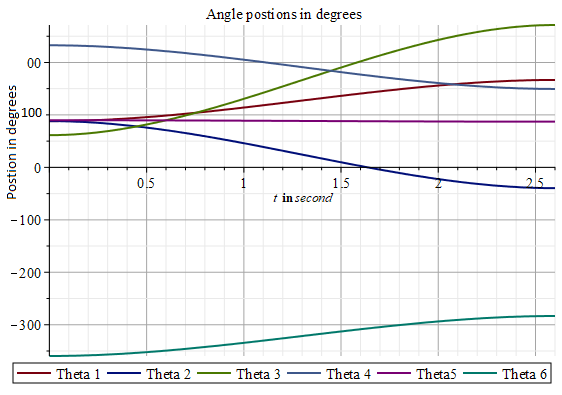 Angle postions in degrees
Postion in degrees
00
100
0
−100
−200
−300
0.5
1
1.5
2
2.5
t in second
Theta 1 Theta 2 Theta 3 Theta 4 Theta5 Theta 6